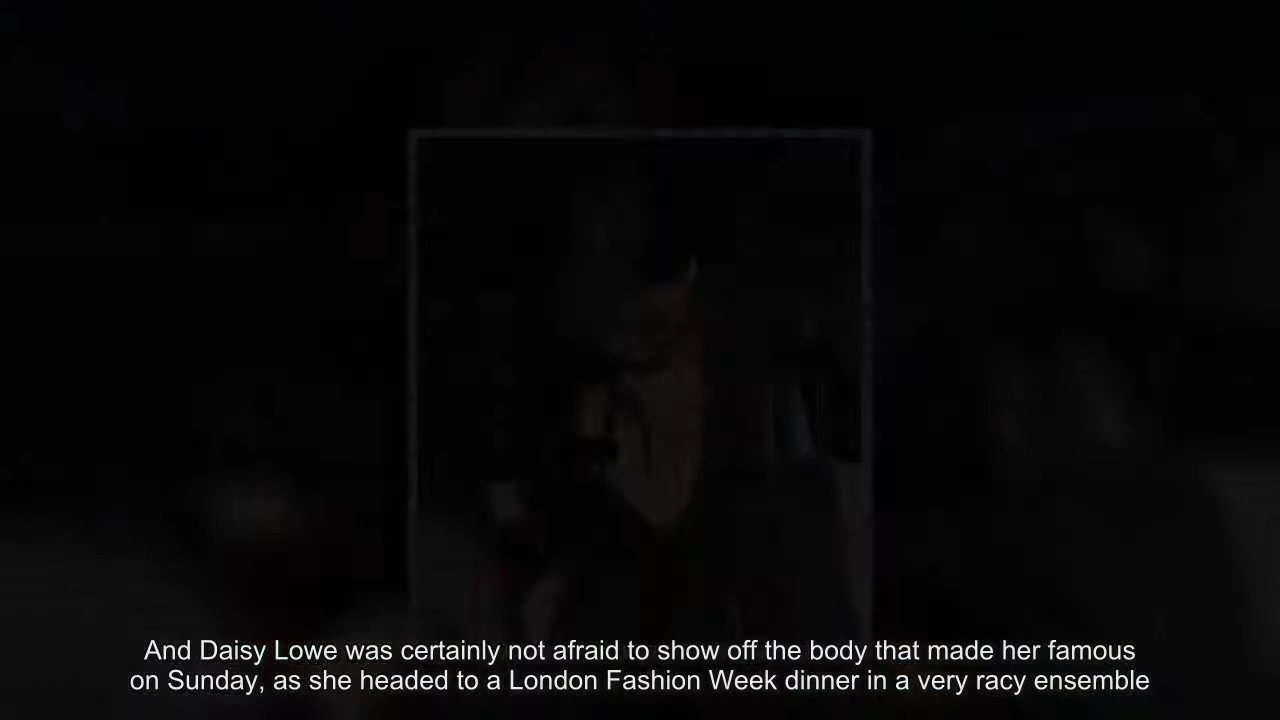 And Daisy Lowe was certainly not afraid to show off the body that made her famous
on Sunday, as she headed to a London Fashion Week dinner in a very racy ensemble